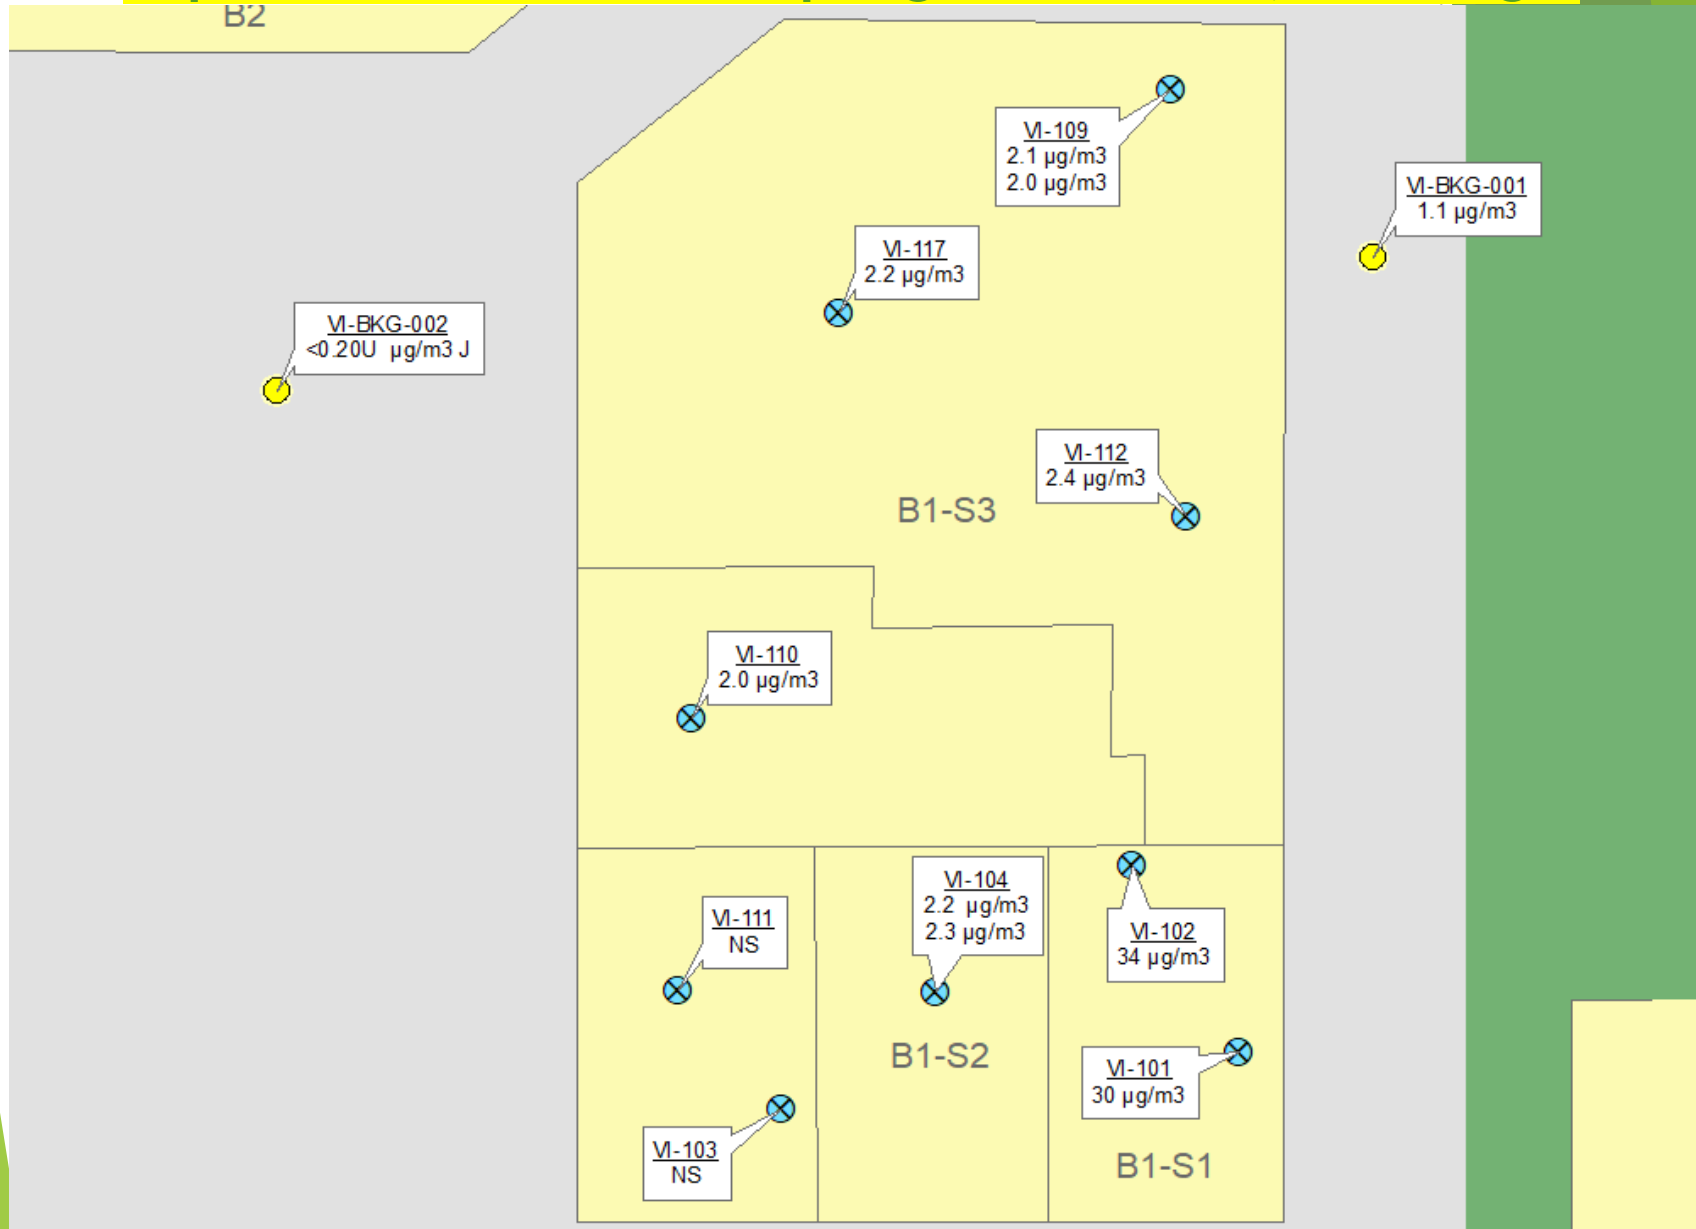 B2
VI-109
2.1 µg/m3
2.0 µg/m3
VI-BKG-001
1.1 µg/m3
VI-117
2.2 µg/m3
VI-BKG-002
<0.20U µg/m3 J
VI-112
2.4 µg/m3
B1-S3
VI-110
2.0 µg/m3
VI-104
2.2 µg/m3
2.3 µg/m3
VI-111
NS
VI-102
34 µg/m3
B1-S2
VI-101
30 µg/m3
VI-103
NS
B1-S1